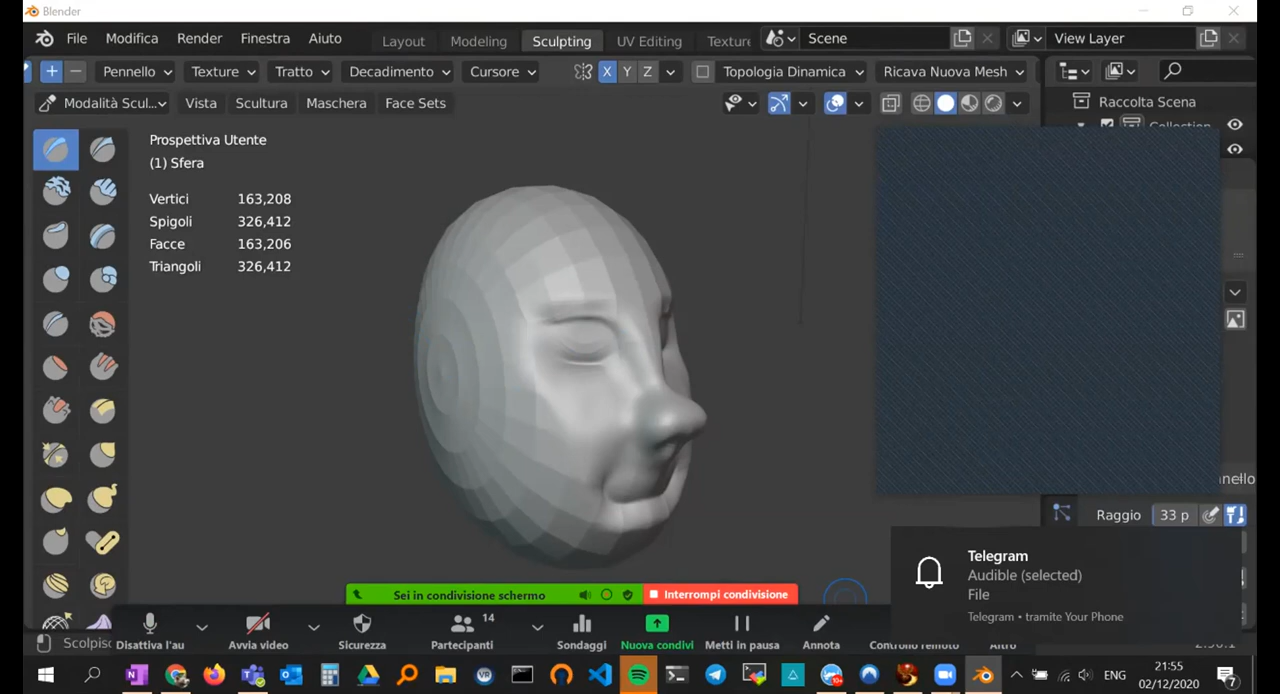 Blender
File Modifica Render Finestra Aiuto Layout Modeling Sculpting UV Editing Texture Scene View Layer
Pennello Texture Tratto Decadimento Cursore X Y Z Topologia Dinamica Ricava Nuova Mesh
Modalità Scul... Vista Scultura Maschera Face Sets
Raccolta Scena
Collection
Prospettiva Utente
(1) Sfera
Vertici 163,208
Spigoli 326,412
Facce 163,206
Triangoli 326,412
Raggio 33 p
Telegram
Audible (selected)
File
Telegram • tramite Your Phone
Sei in condivisione schermo Interrompi condivisione
14
Scolpisc Disattiva l'au Avvia video Sicurezza Partecipanti Sondaggi Nuova condivi Metti in pausa Annota Controllo remoto Altro
ENG
21:55
02/12/2020
7